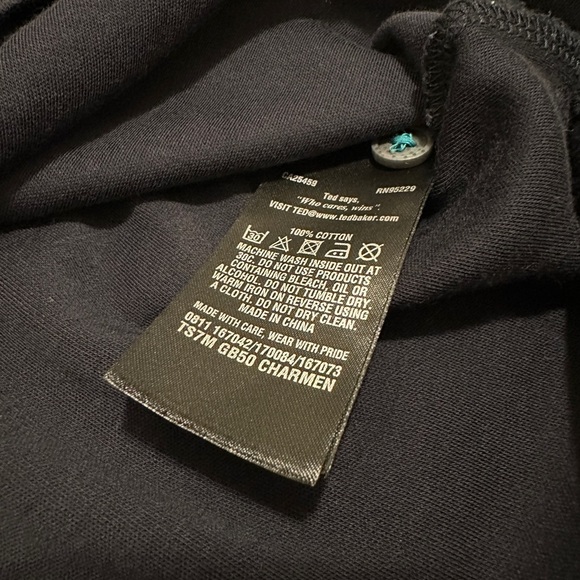 CA25459 RN95229
Ted says,
"Who cares, wins".
VISIT TED@www.tedbaker.com
100% COTTON
30
MACHINE WASH INSIDE OUT AT
30C. DO NOT USE PRODUCTS
CONTAINING BLEACH, OIL OR
ALCOHOL. DO NOT TUMBLE DRY.
WARM IRON ON REVERSE USING
A CLOTH. DO NOT DRY CLEAN.
MADE IN CHINA
MADE WITH CARE, WEAR WITH PRIDE
0811 167042/170084/167073
TS7M GB50 CHARMEN